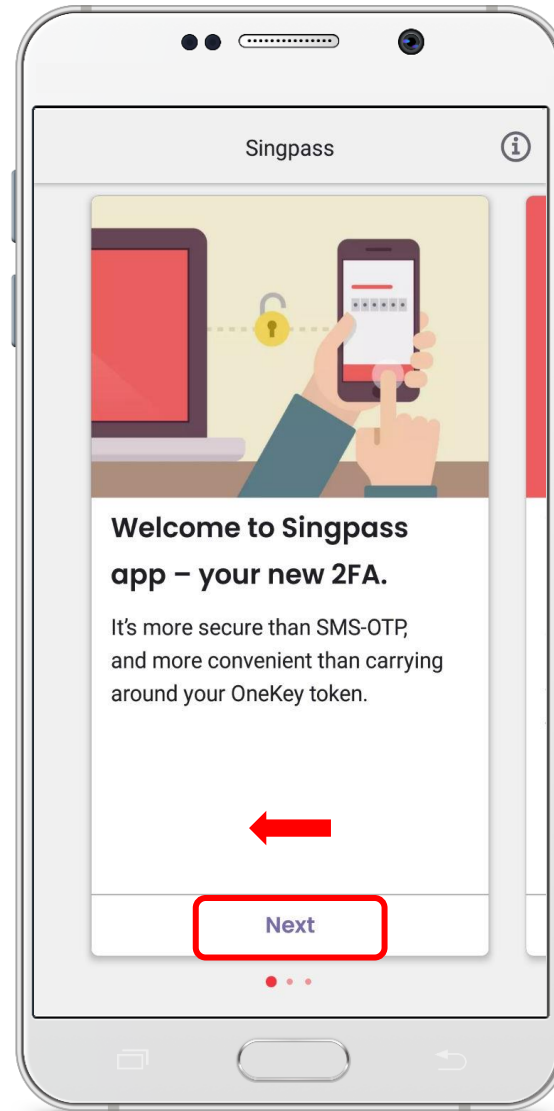 Singpass
Welcome to Singpass
app – your new 2FA.
It's more secure than SMS-OTP,
and more convenient than carrying
around your OneKey token.
Next